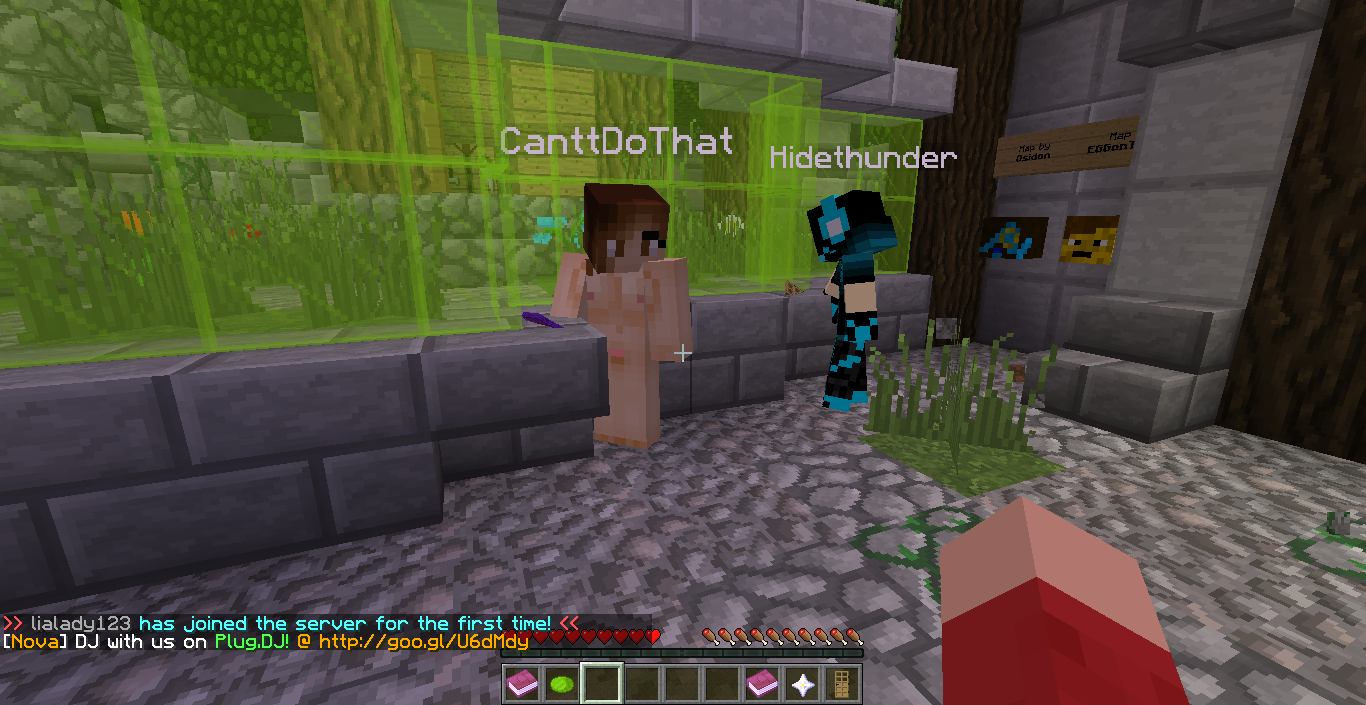 CanttDoThat
Hidethunder
Map by
Osidon
Map
>> lialady123 has joined the server for the first time! <<
[Nova] DJ with us on Plug.DJ! @ http://goo.gl/U6dMdy